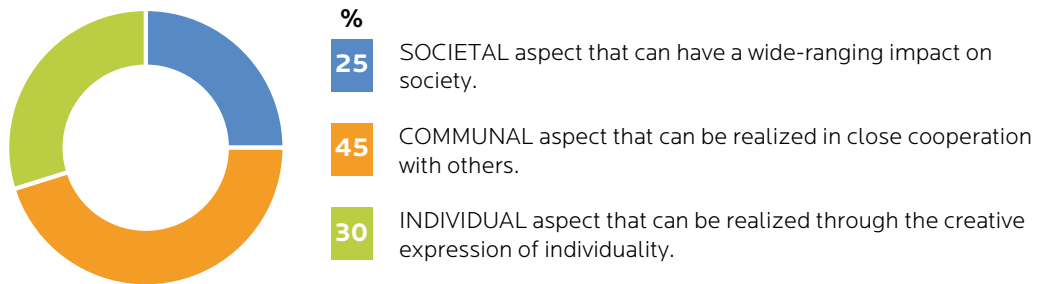 %
25
SOCIETAL aspect that can have a wide-ranging impact on
society.
45
COMMUNAL aspect that can be realized in close cooperation
with others.
30
INDIVIDUAL aspect that can be realized through the creative
expression of individuality.